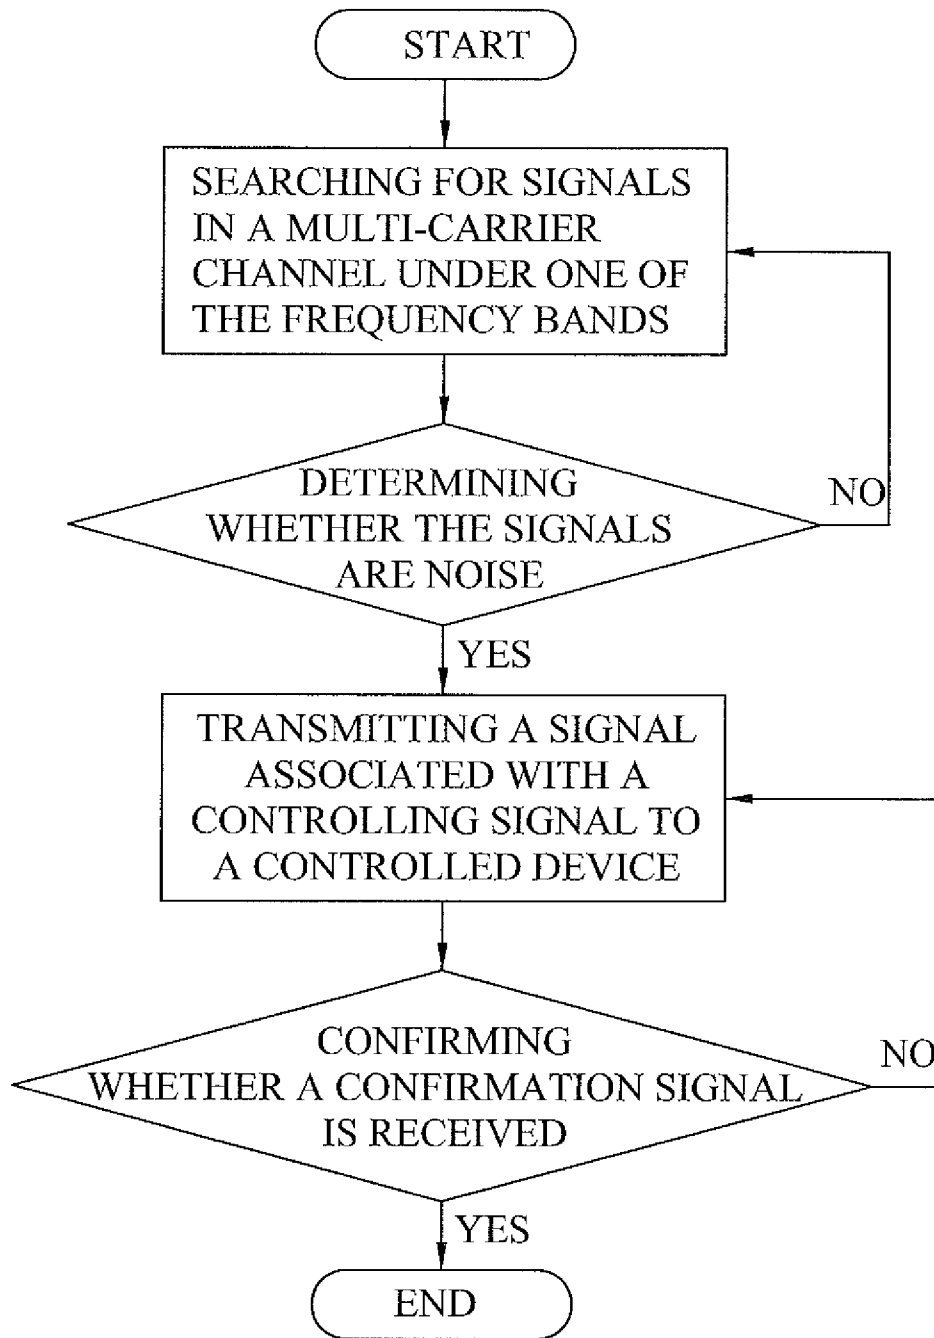 START
SEARCHING FOR SIGNALS
IN A MULTI-CARRIER
CHANNEL UNDER ONE OF
THE FREQUENCY BANDS
DETERMINING
WHETHER THE SIGNALS
ARE NOISE
NO
YES
TRANSMITTING A SIGNAL
ASSOCIATED WITH A
CONTROLLING SIGNAL TO
A CONTROLLED DEVICE
CONFIRMING
WHETHER A CONFIRMATION SIGNAL
IS RECEIVED
NO
YES
END